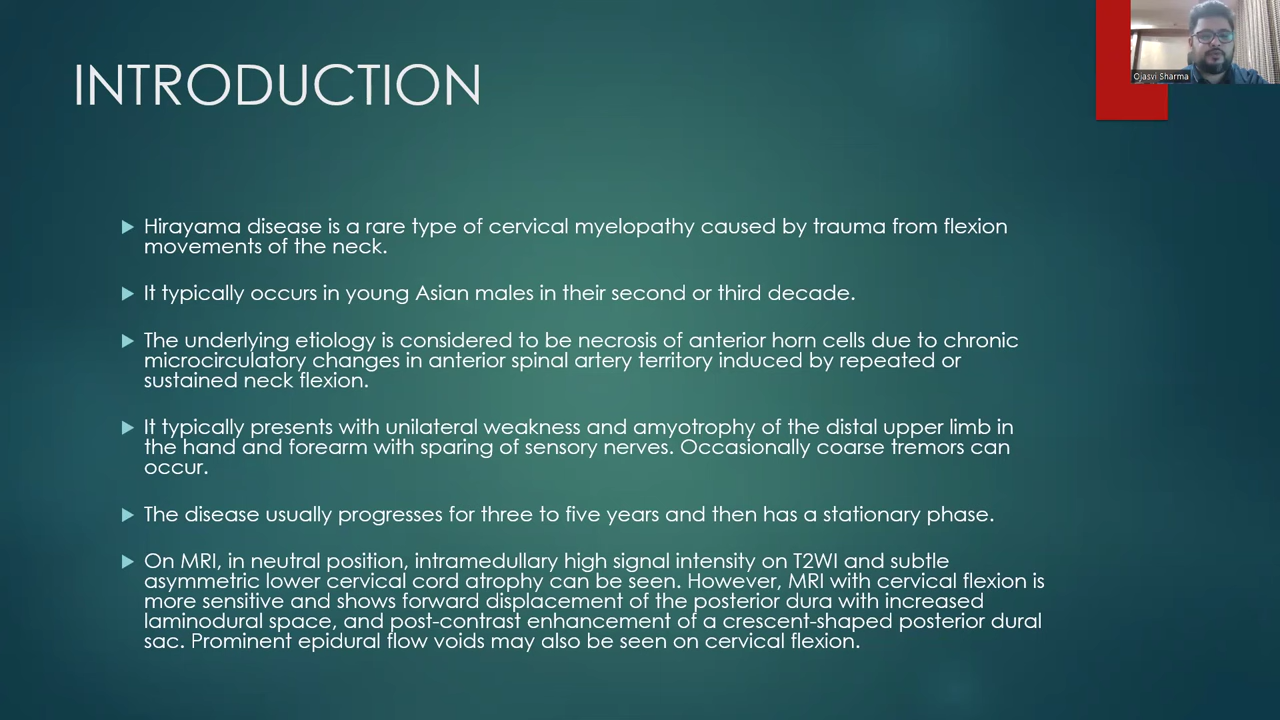 INTRODUCTION
Ojasvi Sharma
Hirayama disease is a rare type of cervical myelopathy caused by trauma from flexion
movements of the neck.
It typically occurs in young Asian males in their second or third decade.
The underlying etiology is considered to be necrosis of anterior horn cells due to chronic
microcirculatory changes in anterior spinal artery territory induced by repeated or
sustained neck flexion.
It typically presents with unilateral weakness and amyotrophy of the distal upper limb in
the hand and forearm with sparing of sensory nerves. Occasionally coarse tremors can
occur.
The disease usually progresses for three to five years and then has a stationary phase.
On MRI, in neutral position, intramedullary high signal intensity on T2WI and subtle
asymmetric lower cervical cord atrophy can be seen. However, MRI with cervical flexion is
more sensitive and shows forward displacement of the posterior dura with increased
laminodural space, and post-contrast enhancement of a crescent-shaped posterior dural
sac. Prominent epidural flow voids may also be seen on cervical flexion.